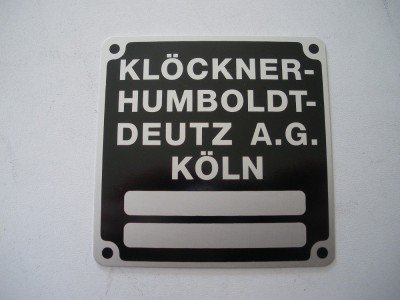 KLÖCKNER-
HUMBOLDT-
DEUTZ A.G.
KÖLN